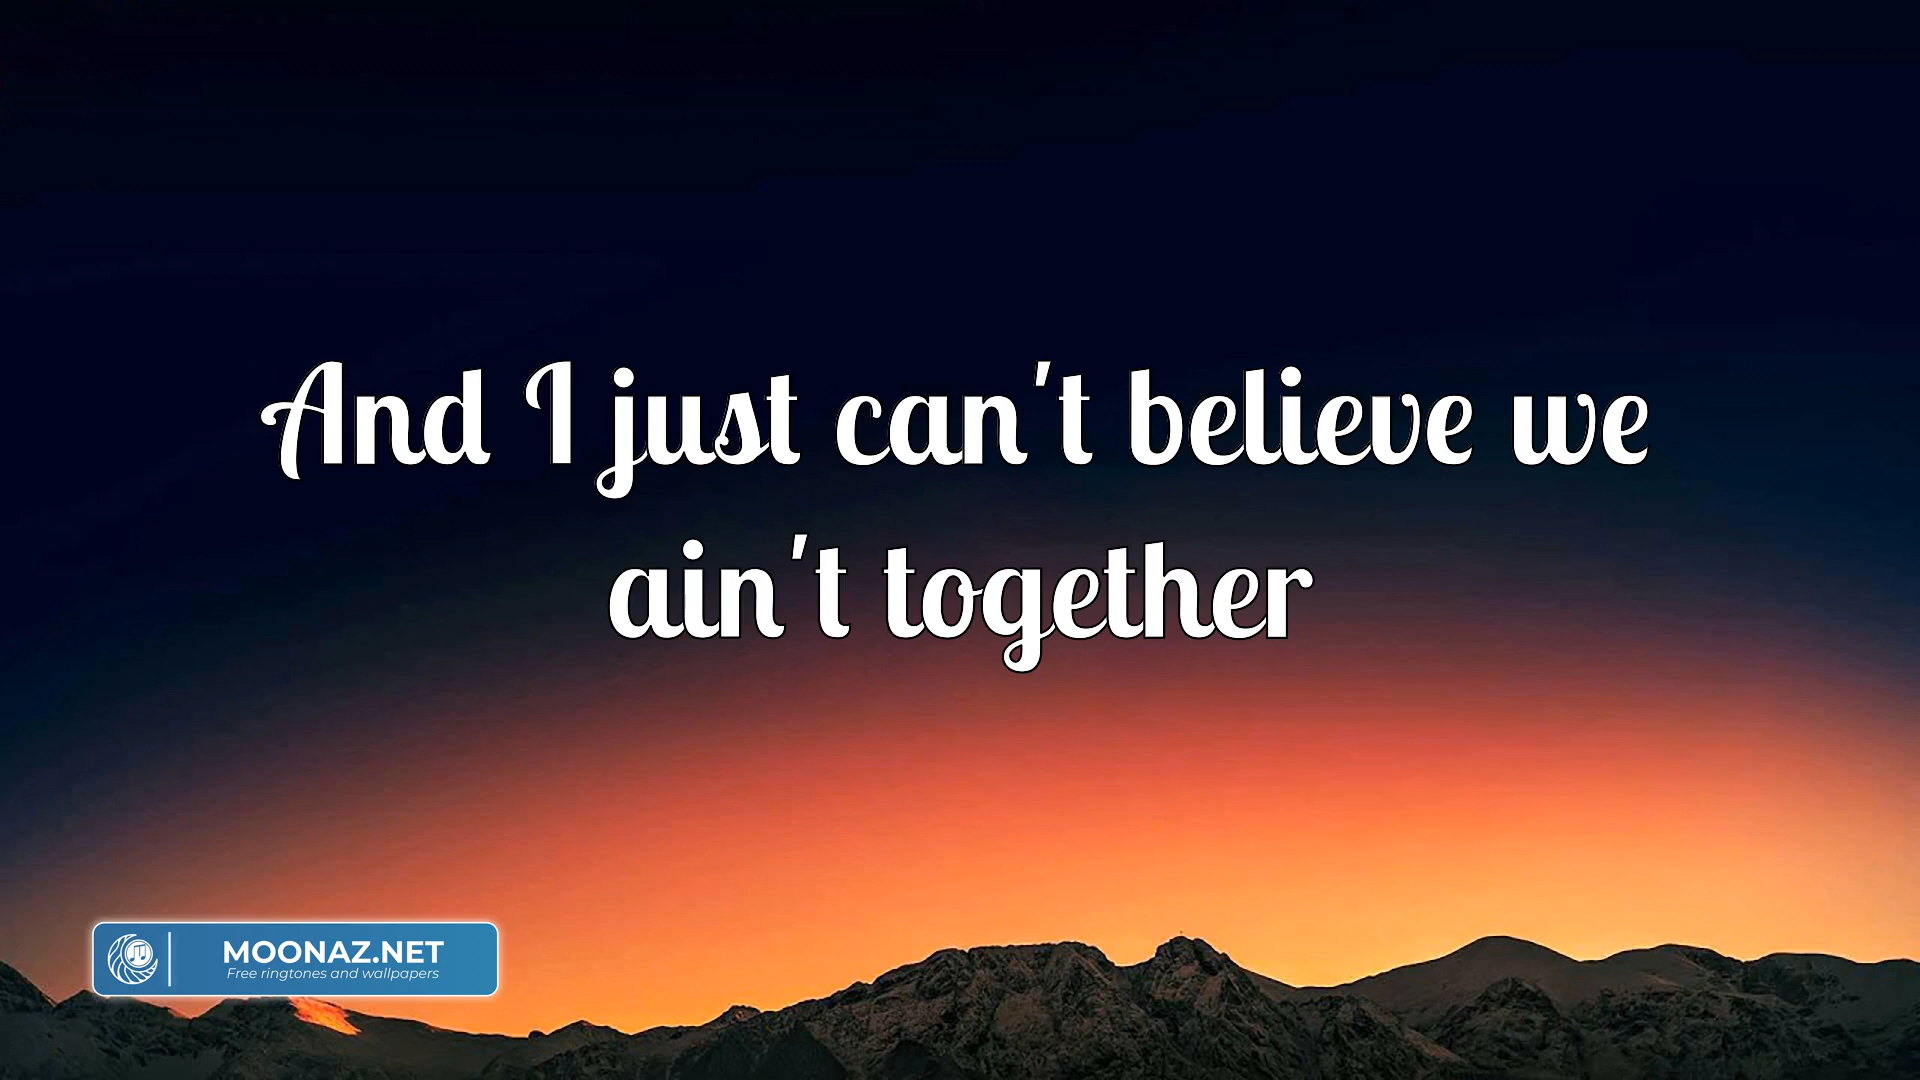 And I just can't believe we
ain't together
MOONAZ.NET
Free ringtones and wallpapers